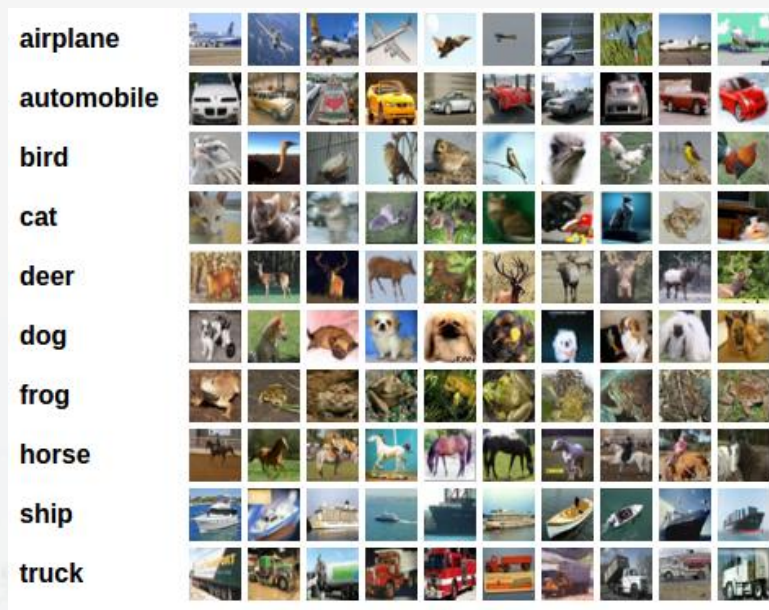 airplane
automobile
bird
cat
deer
dog
frog
horse
ship
truck